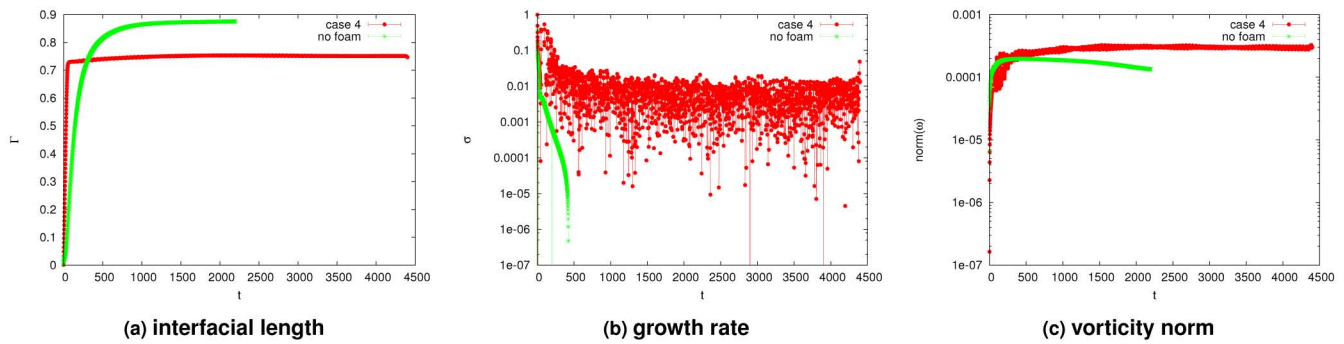 0.9
0.8
0.7
0.6
0.5
0.4
0.3
0.2
0.1
0
Γ
case 4
no foam
0 500 1000 1500 2000 2500 3000 3500 4000 4500
t
(a) interfacial length
1
0.1
0.01
0.001
0.0001
1e-05
1e-06
1e-07
σ
case 4
no foam
0 500 1000 1500 2000 2500 3000 3500 4000 4500
t
(b) growth rate
0.001
0.0001
1e-05
1e-06
1e-07
norm(ω)
case 4
no foam
0 500 1000 1500 2000 2500 3000 3500 4000 4500
t
(c) vorticity norm